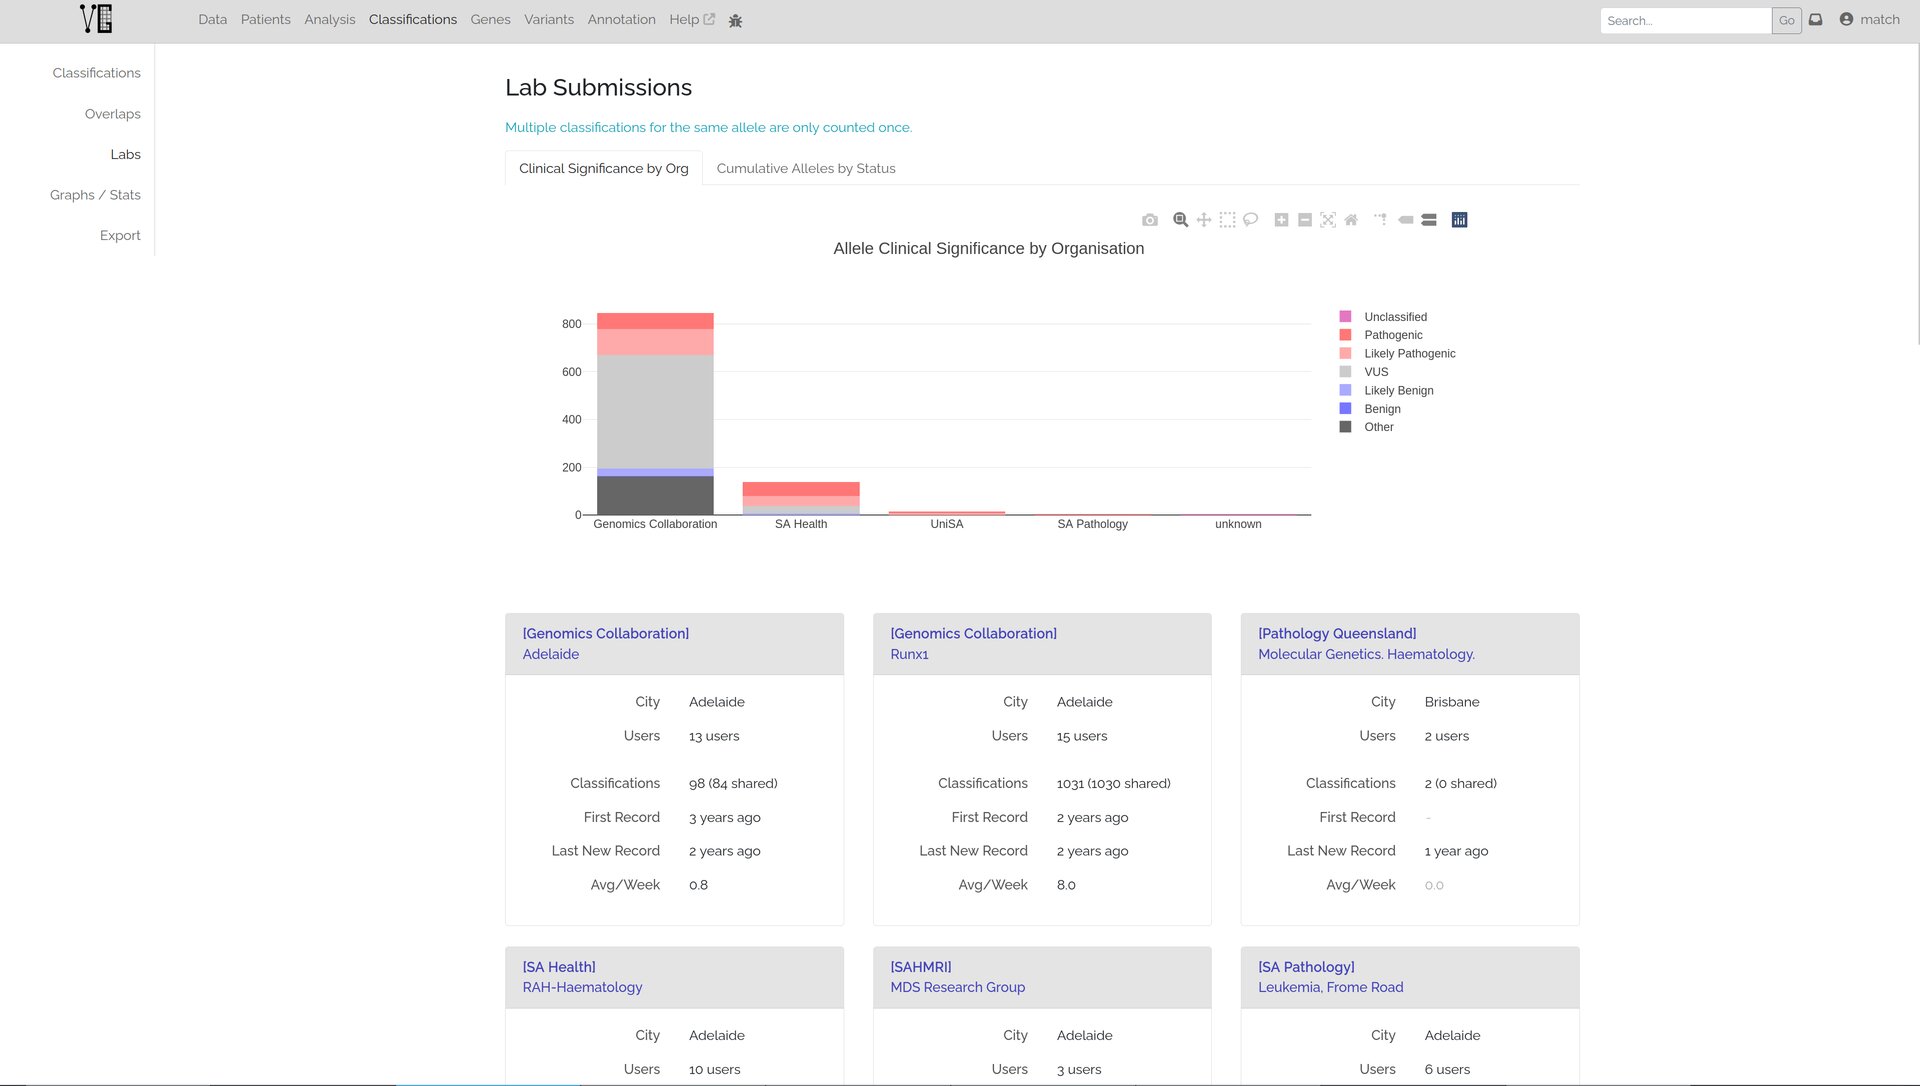 VG
Data Patients Analysis Classifications Genes Variants Annotation Help
Search... Go match
Classifications
Overlaps
Labs
Graphs / Stats
Export
Lab Submissions
Multiple classifications for the same allele are only counted once.
Clinical Significance by Org Cumulative Alleles by Status
Allele Clinical Significance by Organisation
800
600
400
200
0
Genomics Collaboration SA Health UniSA SA Pathology unknown
Unclassified
Pathogenic
Likely Pathogenic
VUS
Likely Benign
Benign
Other
[Genomics Collaboration]
Adelaide
City Adelaide
Users 13 users
Classifications 98 (84 shared)
First Record 3 years ago
Last New Record 2 years ago
Avg/Week 0.8
[Genomics Collaboration]
Runx1
City Adelaide
Users 15 users
Classifications 1031 (1030 shared)
First Record 2 years ago
Last New Record 2 years ago
Avg/Week 8.0
[Pathology Queensland]
Molecular Genetics. Haematology.
City Brisbane
Users 2 users
Classifications 2 (0 shared)
First Record -
Last New Record 1 year ago
Avg/Week 0.0
[SA Health]
RAH-Haematology
City Adelaide
Users 10 users
[SAHMRI]
MDS Research Group
City Adelaide
Users 3 users
[SA Pathology]
Leukemia, Frome Road
City Adelaide
Users 6 users